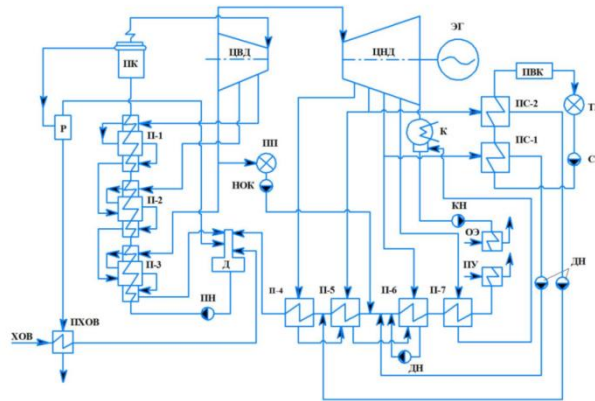 ЭГ
ЦВД
ЦНД
ПК
ПВК
ПС-2
Р
К
ПП
ПС-1
П-1
НОК
КН
П-2
ОЭ
П-3
ПУ
ДН
Д
ПН
П-4
П-5
П-6
П-7
ПХОВ
ХОВ
ДН